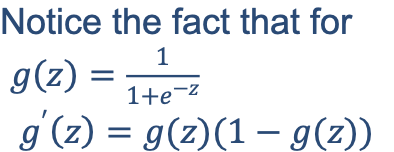 Notice the fact that for
g(z) = 1/(1+e^{-z})
g'(z) = g(z)(1 − g(z))